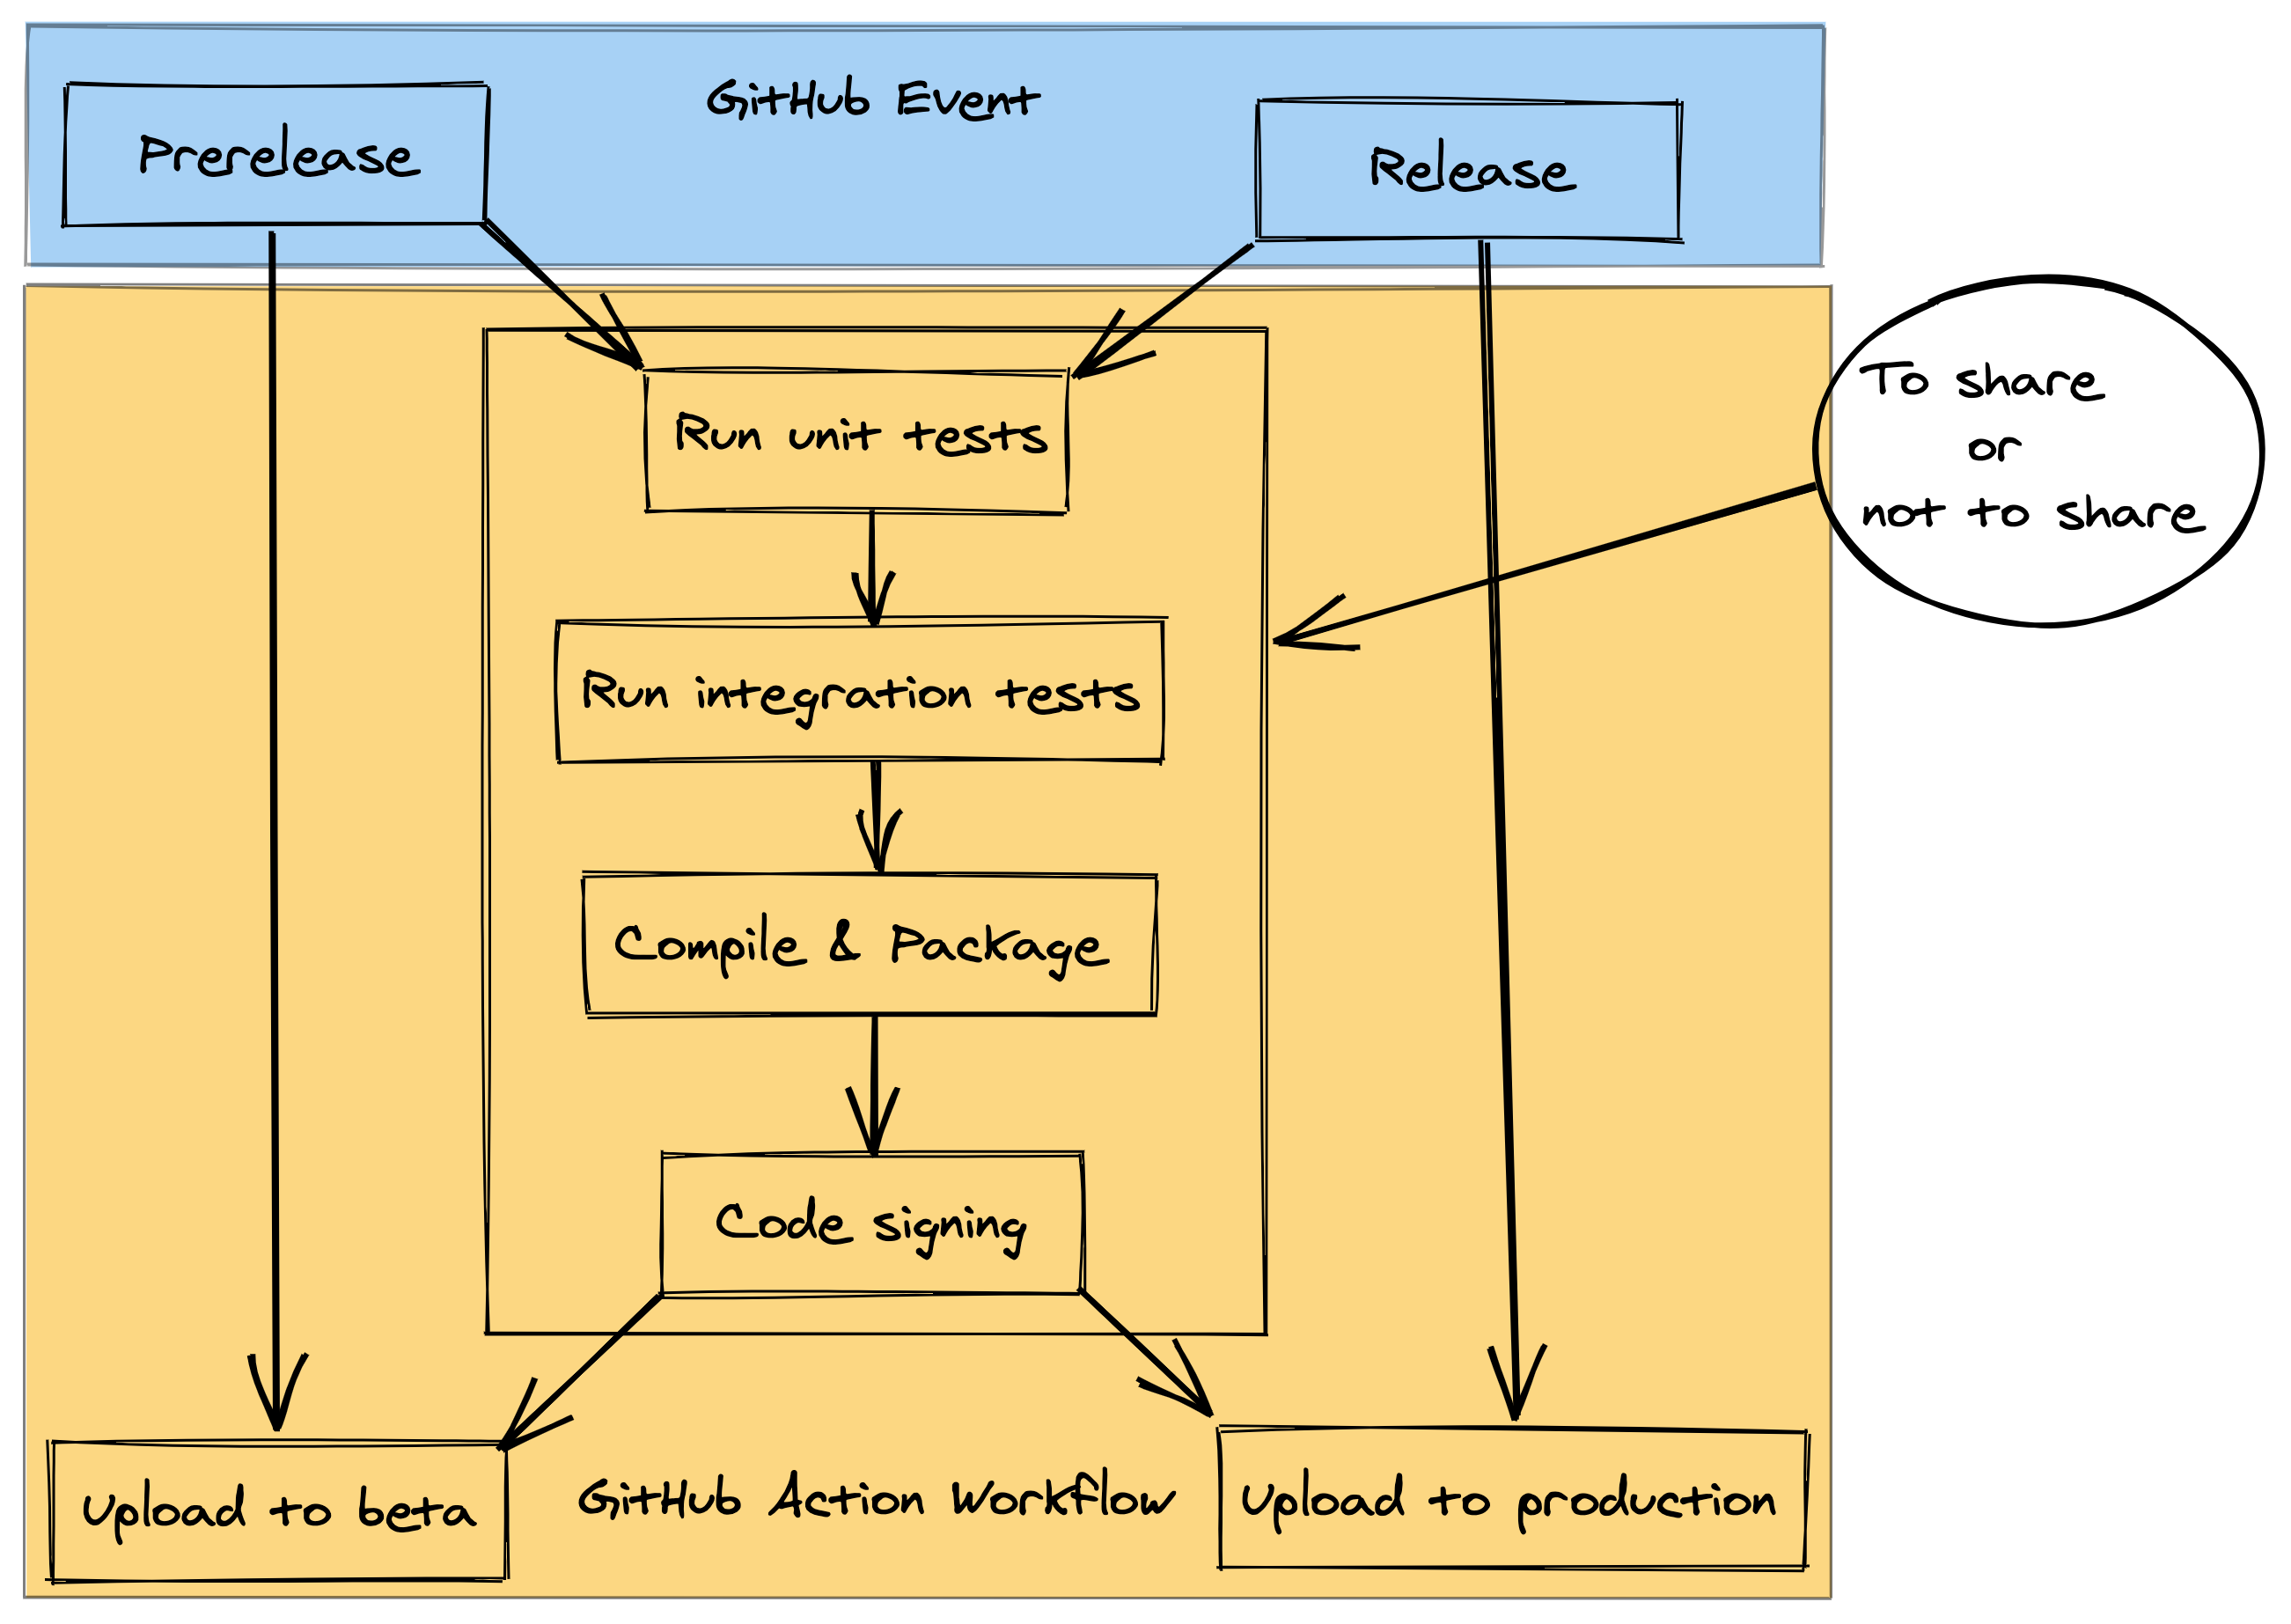 GitHub Event
Prerelease
Release
To share
or
not to share
Run unit tests
Run integration tests
Compile & Package
Code signing
Upload to beta
GitHub Action Workflow
Upload to production